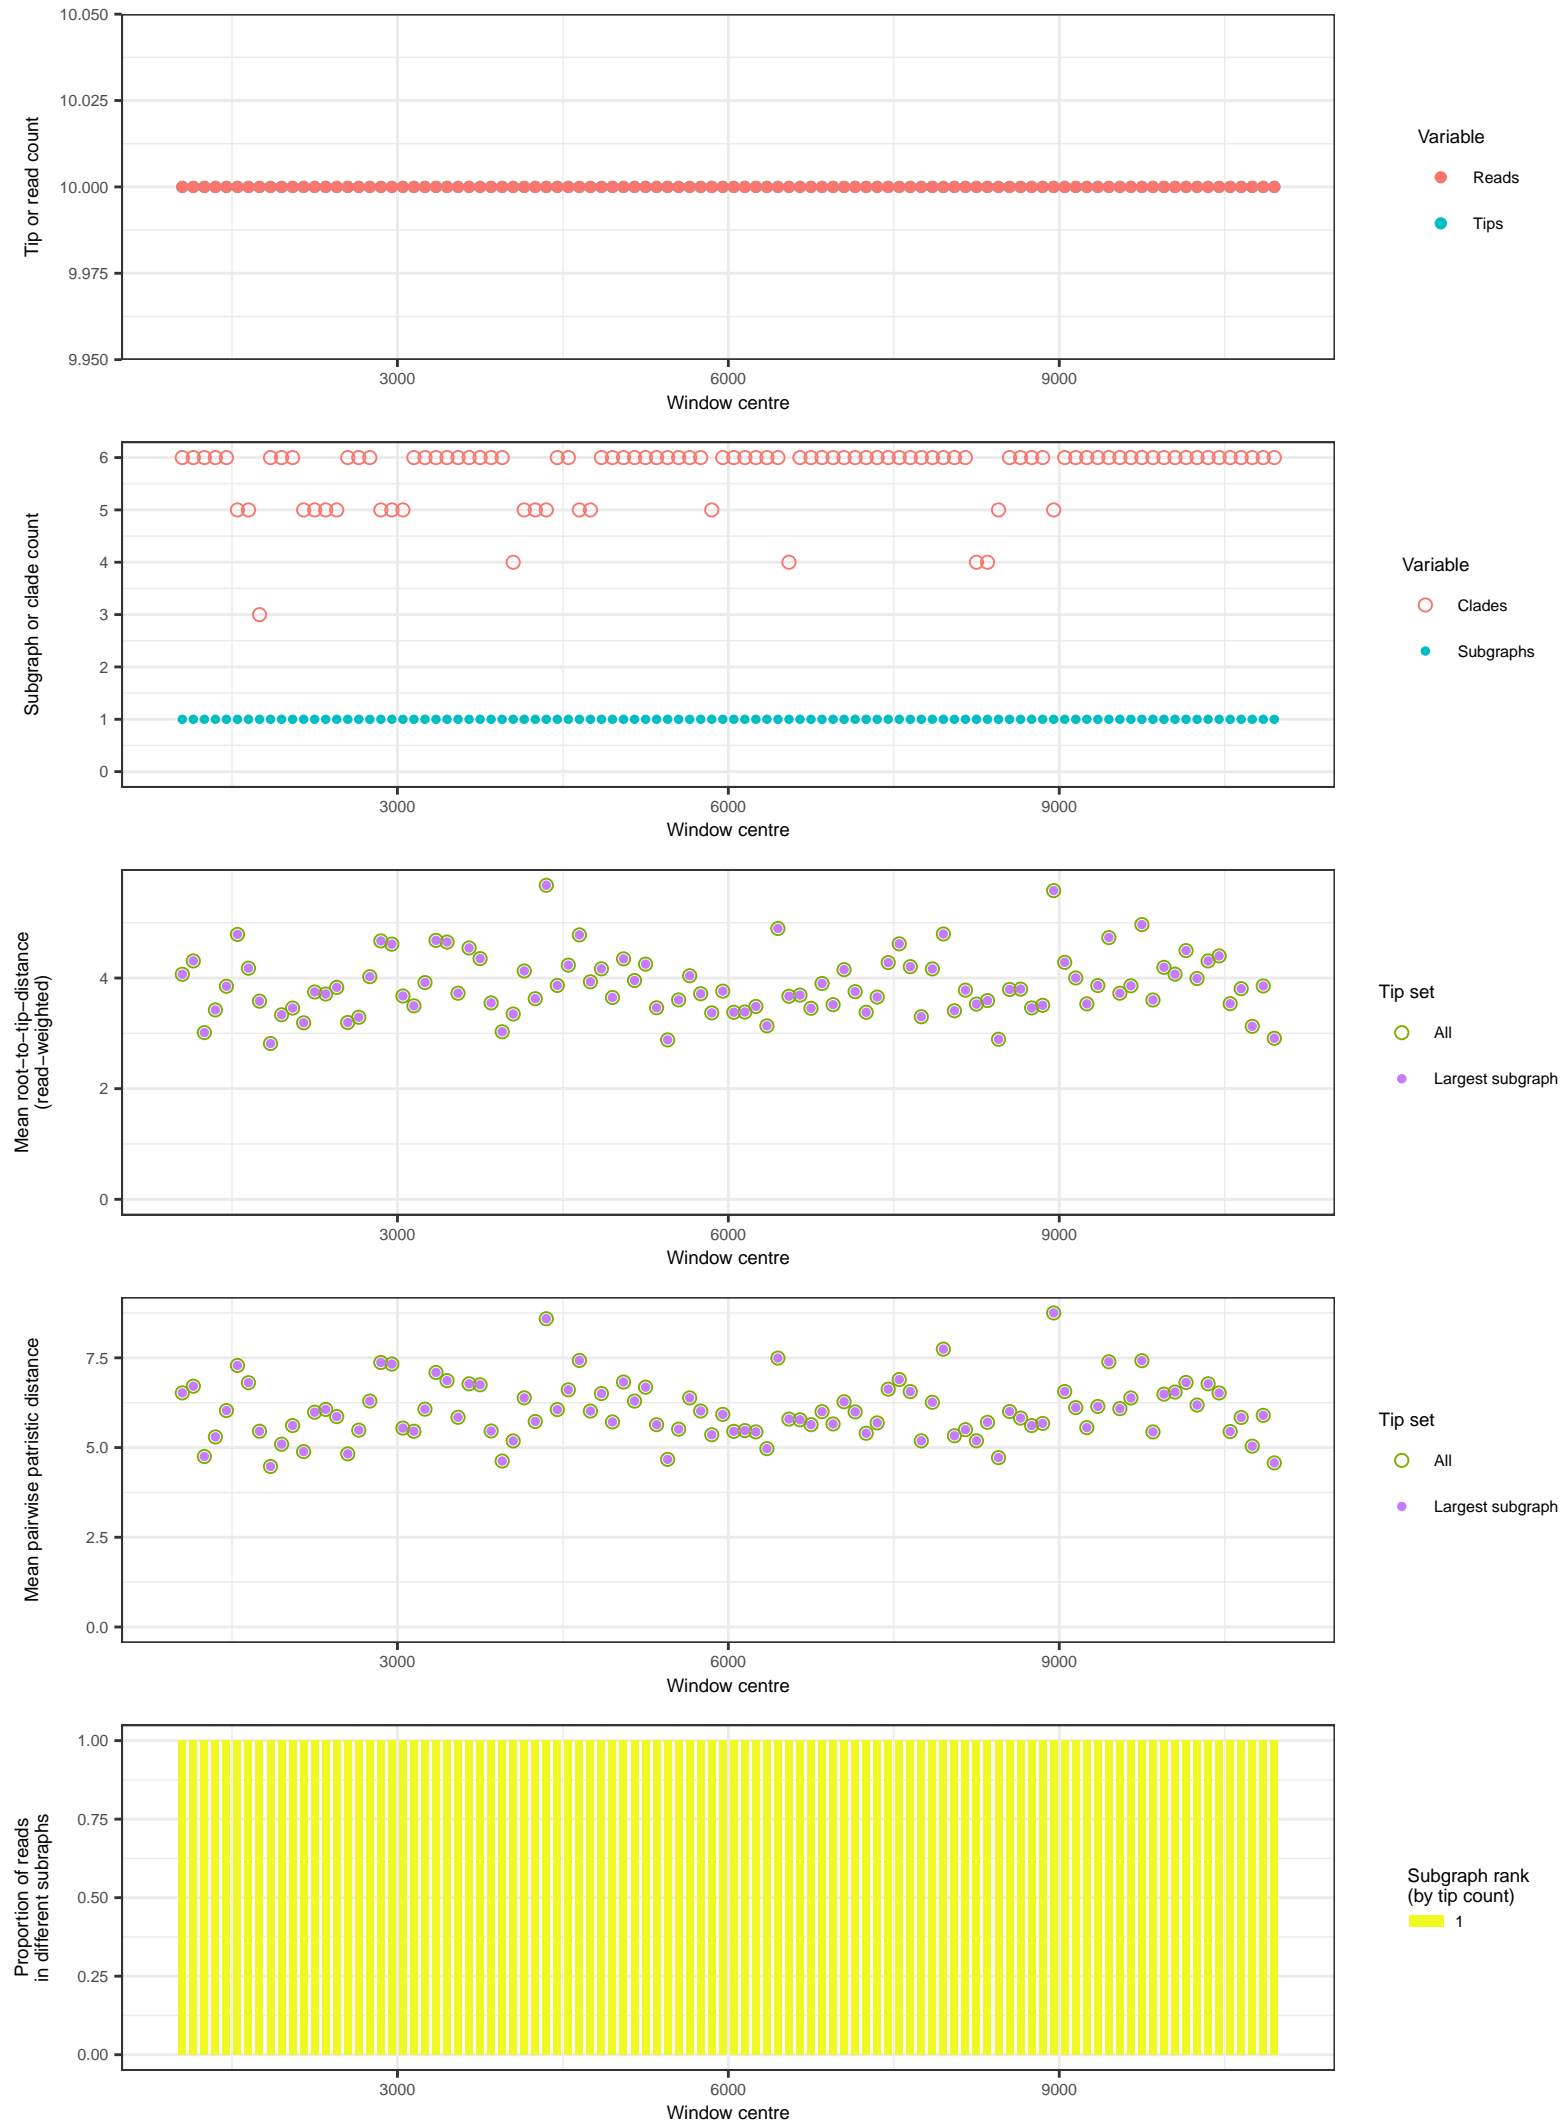 10.050
10.025
10.000
9.975
9.950
Tip or read count
3000
6000
9000
Window centre
Variable
Reads
Tips
6
5
4
3
2
1
0
Subgraph or clade count
3000
6000
9000
Window centre
Variable
Clades
Subgraphs
4
2
0
Mean root−to−tip−distance
(read−weighted)
3000
6000
9000
Window centre
Tip set
All
Largest subgraph
7.5
5.0
2.5
0.0
Mean pairwise patristic distance
3000
6000
9000
Window centre
Tip set
All
Largest subgraph
1.00
0.75
0.50
0.25
0.00
Proportion of reads
in different subraphs
3000
6000
9000
Window centre
Subgraph rank
(by tip count)
1